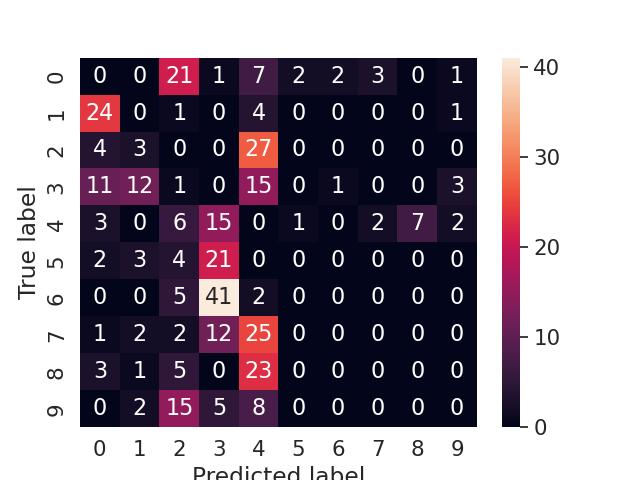 0 0 0 21 1 7 2 2 3 0 1
1 24 0 1 0 4 0 0 0 0 1
2 4 3 0 0 27 0 0 0 0 0
3 11 12 1 0 15 0 1 0 0 3
4 3 0 6 15 0 1 0 2 7 2
5 2 3 4 21 0 0 0 0 0 0
6 0 0 5 41 2 0 0 0 0 0
7 1 2 2 12 25 0 0 0 0 0
8 3 1 5 0 23 0 0 0 0 0
9 0 2 15 5 8 0 0 0 0 0
0 1 2 3 4 5 6 7 8 9
True label
Predicted label
40
30
20
10
0